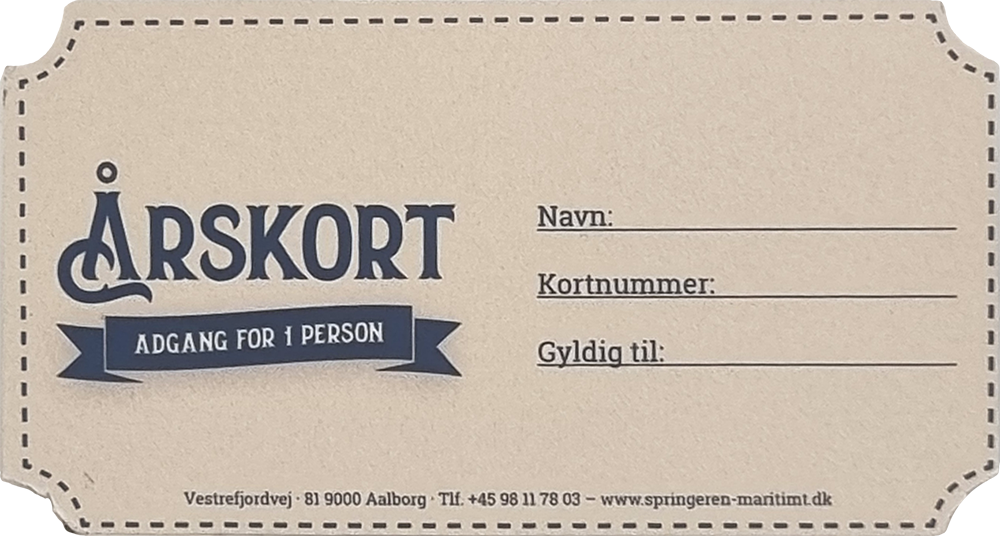 ÅRSKORT
ADGANG FOR 1 PERSON
Navn:
Kortnummer:
Gyldig til:
Vestrefjordvej · 81 9000 Aalborg · Tlf. +45 98 11 78 03 – www.springeren-maritimt.dk